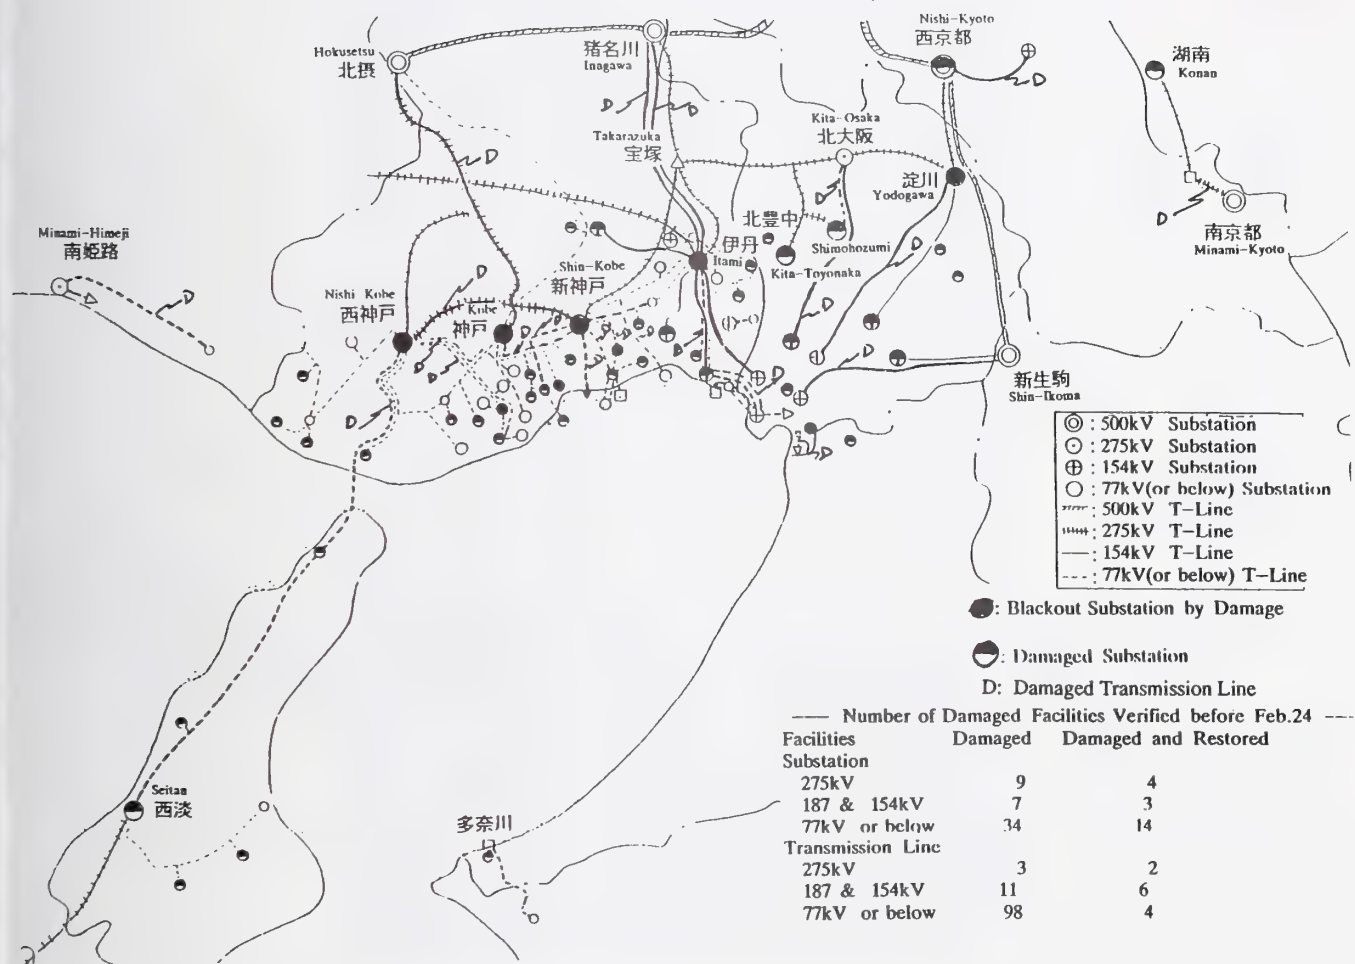 Nishi-Kyoto
西京都
Hokusetsu
北摂
猪名川
Inagawa
湖南
Konan
D
D
D
Kita-Osaka
北大阪
Takarazuka
宝塚
D
淀川
Yodogawa
D
北豊中
D
南京都
Minami-Kyoto
Minami-Himeji
南姫路
伊丹
Itami
Shimohozumi
Kita-Toyonaka
Shin-Kobe
新神戸
D
D
D
Nishi Kobe
西神戸
Kobe
神戸
D
D
D
D
D
D
D
D
D
D
D
新生駒
Shin-Ikoma
500kV Substation
275kV Substation
154kV Substation
77kV(or below) Substation
500kV T-Line
275kV T-Line
154kV T-Line
77kV(or below) T-Line
: Blackout Substation by Damage
: Damaged Substation
D: Damaged Transmission Line
Number of Damaged Facilities Verified before Feb.24
Facilities Damaged Damaged and Restored
Substation
275kV 9 4
187 & 154kV 7 3
77kV or below 34 14
Transmission Line
275kV 3 2
187 & 154kV 11 6
77kV or below 98 4
Seitan
西淡
多奈川